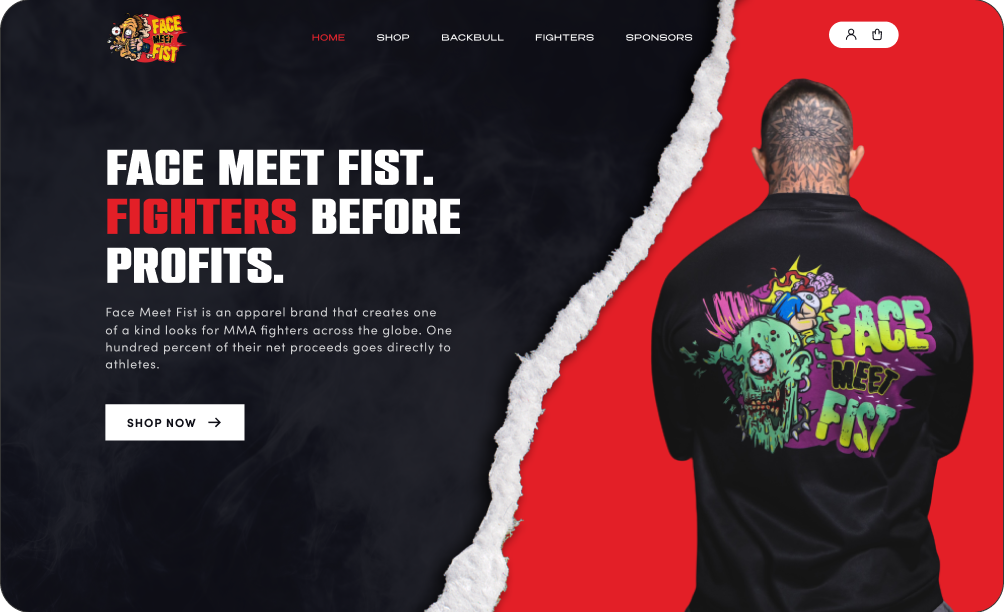 FACE
MEET
FIST
HOME
SHOP
BACKBULL
FIGHTERS
SPONSORS
FACE MEET FIST.
FIGHTERS BEFORE
PROFITS.
Face Meet Fist is an apparel brand that creates one
of a kind looks for MMA fighters across the globe. One
hundred percent of their net proceeds goes directly to
athletes.
SHOP NOW
FACE
MEET
FIST